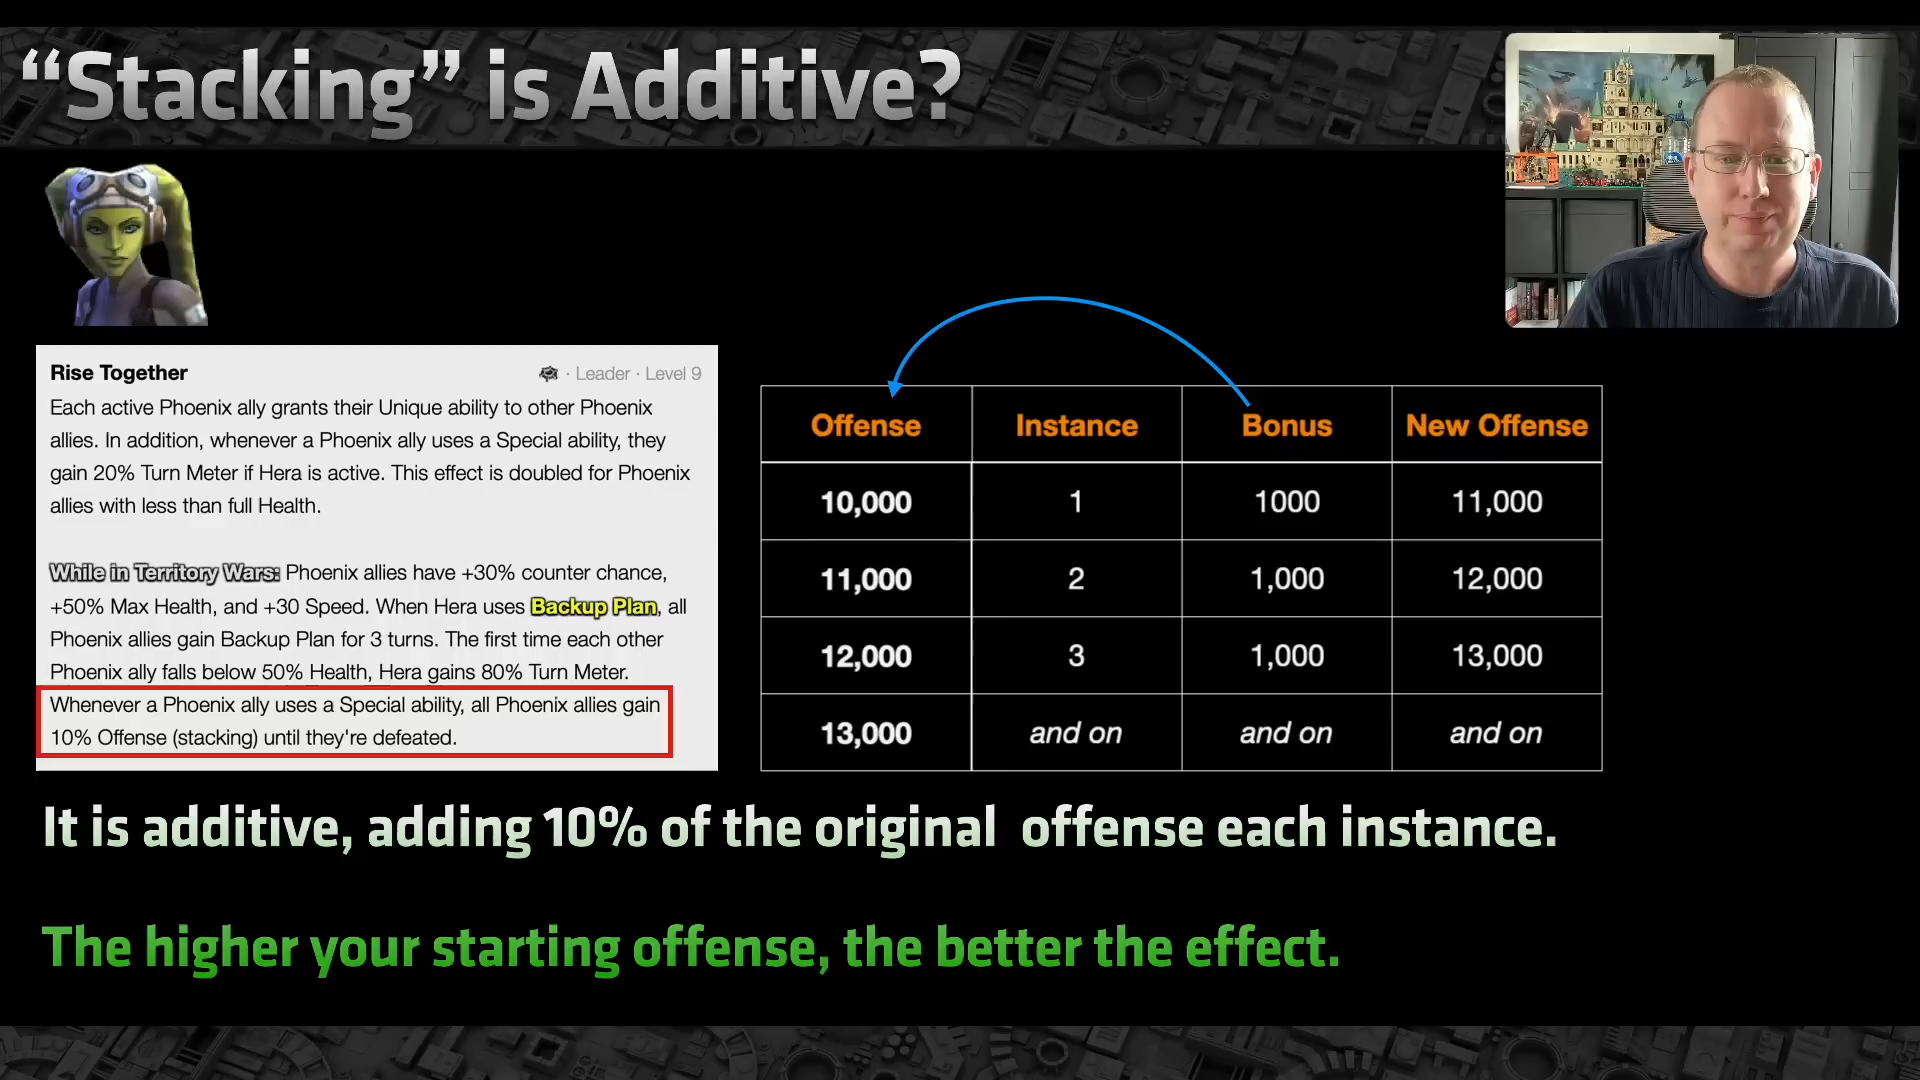 “Stacking” is Additive?
Rise Together
· Leader · Level 9
Each active Phoenix ally grants their Unique ability to other Phoenix
allies. In addition, whenever a Phoenix ally uses a Special ability, they
gain 20% Turn Meter if Hera is active. This effect is doubled for Phoenix
allies with less than full Health.
While in Territory Wars: Phoenix allies have +30% counter chance,
+50% Max Health, and +30 Speed. When Hera uses Backup Plan, all
Phoenix allies gain Backup Plan for 3 turns. The first time each other
Phoenix ally falls below 50% Health, Hera gains 80% Turn Meter.
Whenever a Phoenix ally uses a Special ability, all Phoenix allies gain
10% Offense (stacking) until they're defeated.
Offense Instance Bonus New Offense
10,000 1 1000 11,000
11,000 2 1,000 12,000
12,000 3 1,000 13,000
13,000 and on and on and on
It is additive, adding 10% of the original offense each instance.
The higher your starting offense, the better the effect.